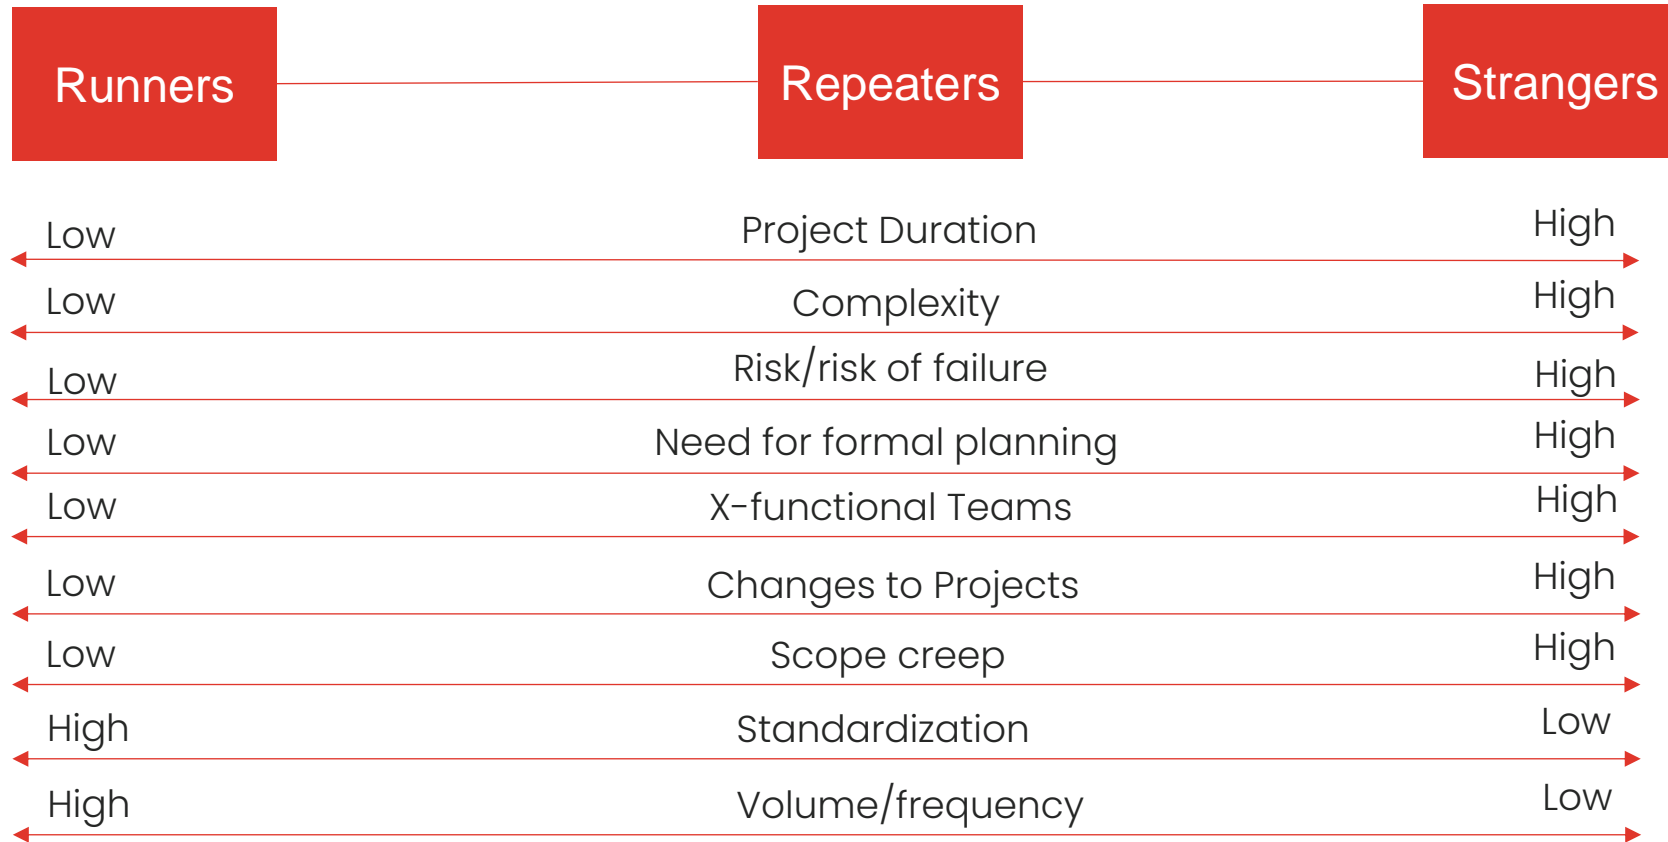 Runners Repeaters Strangers
Low Project Duration High
Low Complexity High
Low Risk/risk of failure High
Low Need for formal planning High
Low X-functional Teams High
Low Changes to Projects High
Low Scope creep High
High Standardization Low
High Volume/frequency Low